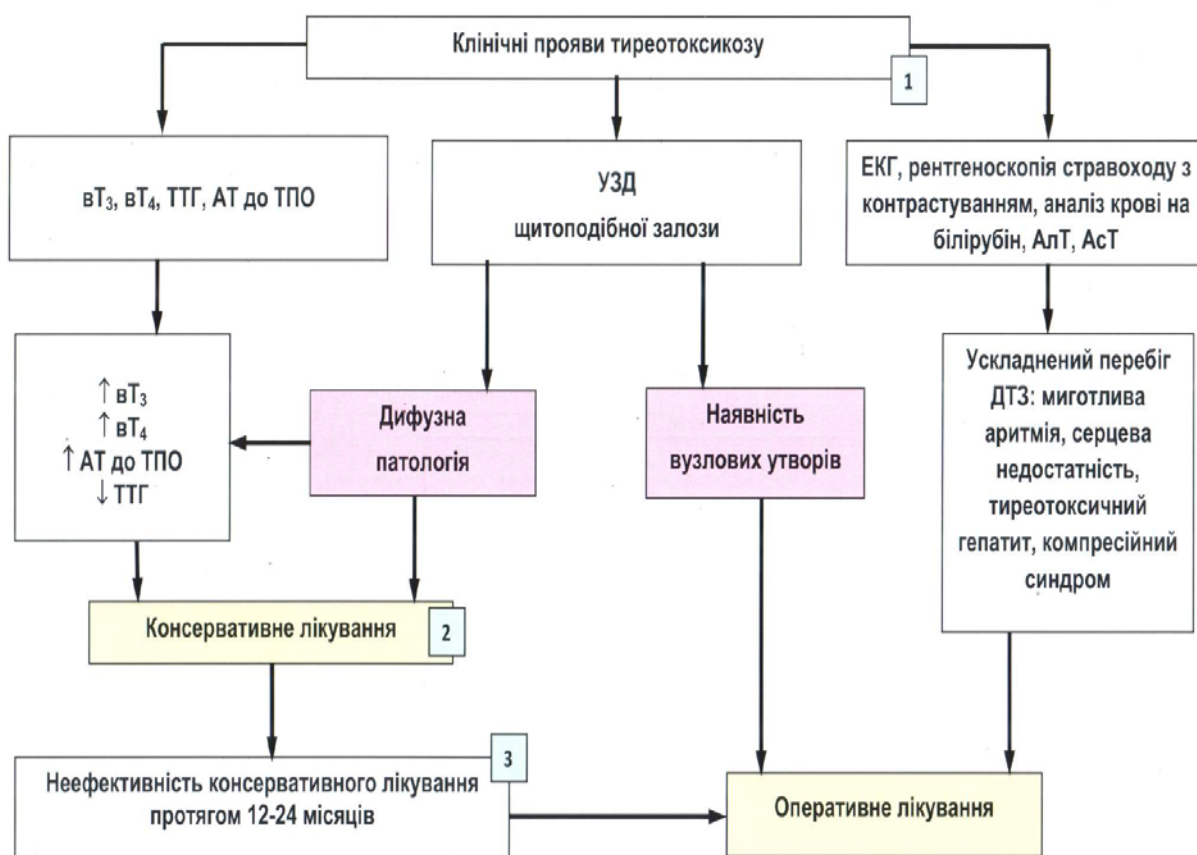 Клінічні прояви тиреотоксикозу
1
вТ₃, вТ₄, ТТГ, АТ до ТПО
УЗД
щитоподібної залози
ЕКГ, рентгеноскопія стравоходу з
контрастуванням, аналіз крові на
білірубін, АлТ, АсТ
↑ вТ₃
↑ вТ₄
↑ АТ до ТПО
↓ ТТГ
Дифузна
патологія
Наявність
вузлових утворів
Ускладнений перебіг
ДТЗ: миготлива
аритмія, серцева
недостатність,
тиреотоксичний
гепатит, компресійний
синдром
Консервативне лікування
2
3
Неефективність консервативного лікування
протягом 12-24 місяців
Оперативне лікування